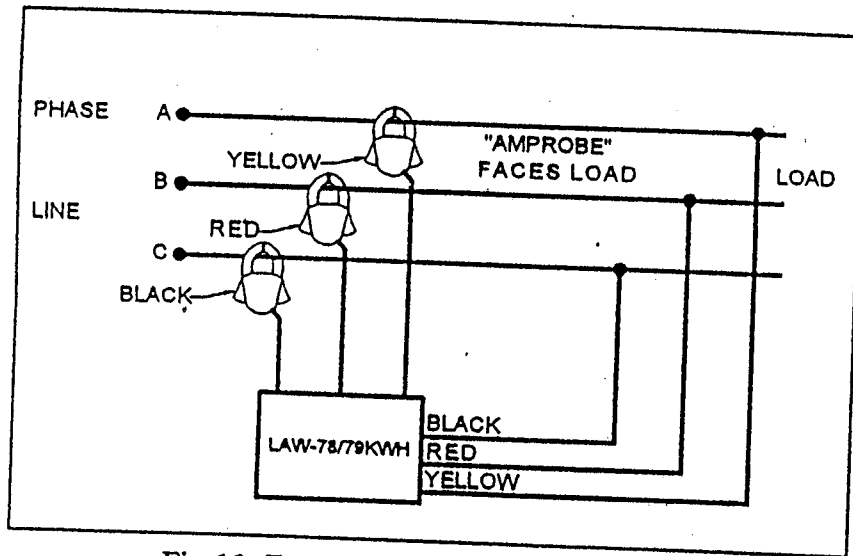 PHASE A
"AMPROBE"
FACES LOAD
YELLOW
LOAD
B
LINE
RED
C
BLACK
LAW-78/79KWH
BLACK
RED
YELLOW